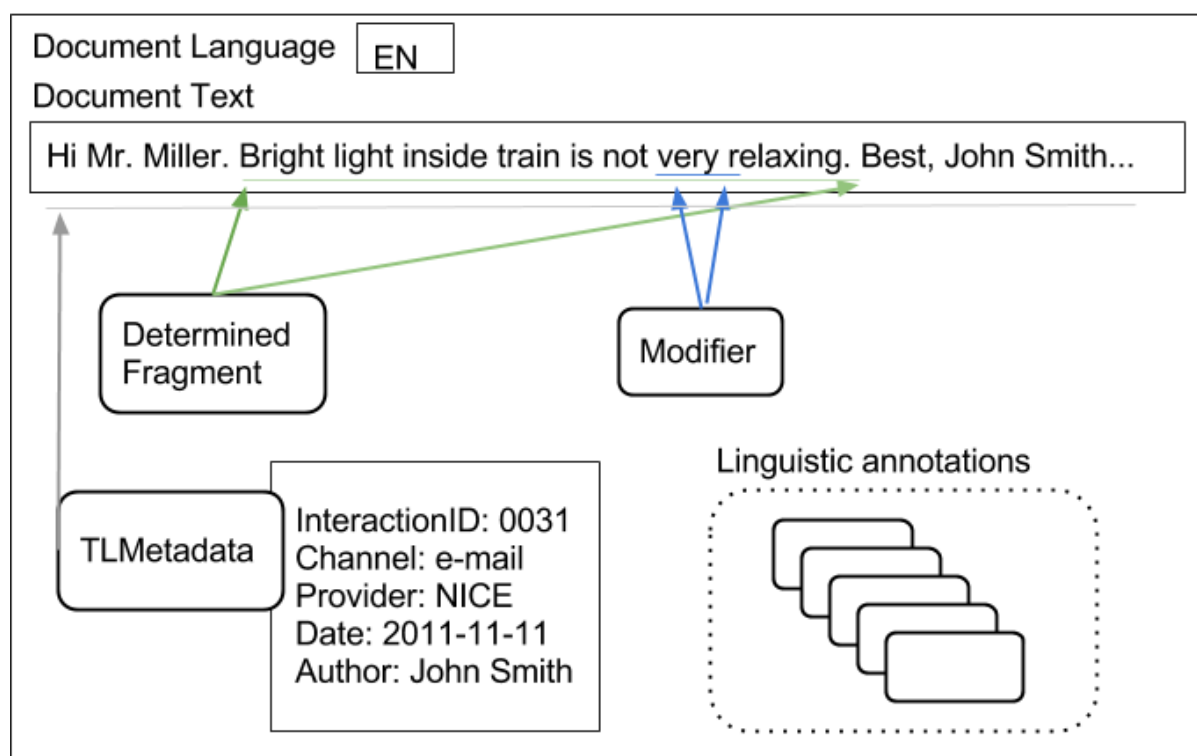 Document Language EN
Document Text
Hi Mr. Miller. Bright light inside train is not very relaxing. Best, John Smith...
Determined
Fragment
Modifier
Linguistic annotations
TLMetadata
InteractionID: 0031
Channel: e-mail
Provider: NICE
Date: 2011-11-11
Author: John Smith